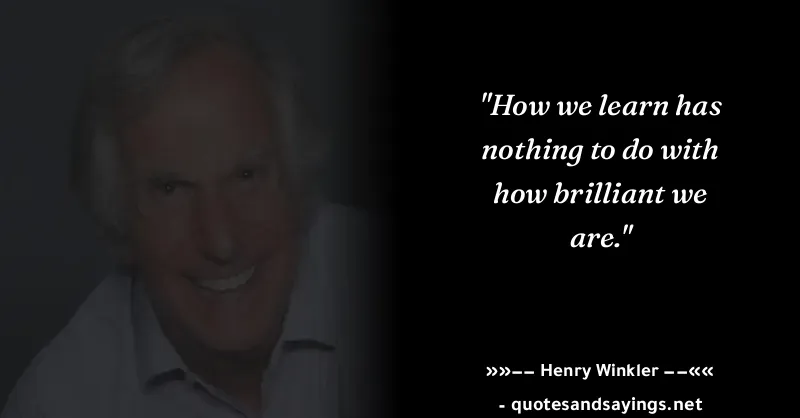 "How we learn has
nothing to do with
how brilliant we
are."
»»–– Henry Winkler ––««
- quotesandsayings.net